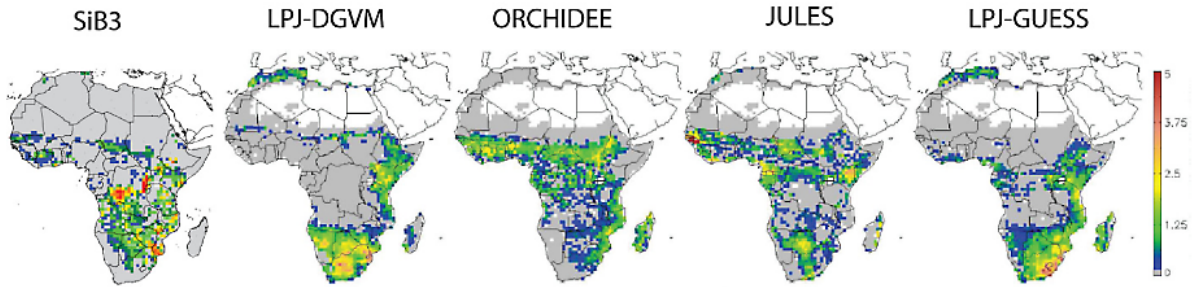 SiB3
LPJ-DGVM
ORCHIDEE
JULES
LPJ-GUESS
5
3.75
2.5
1.25
0